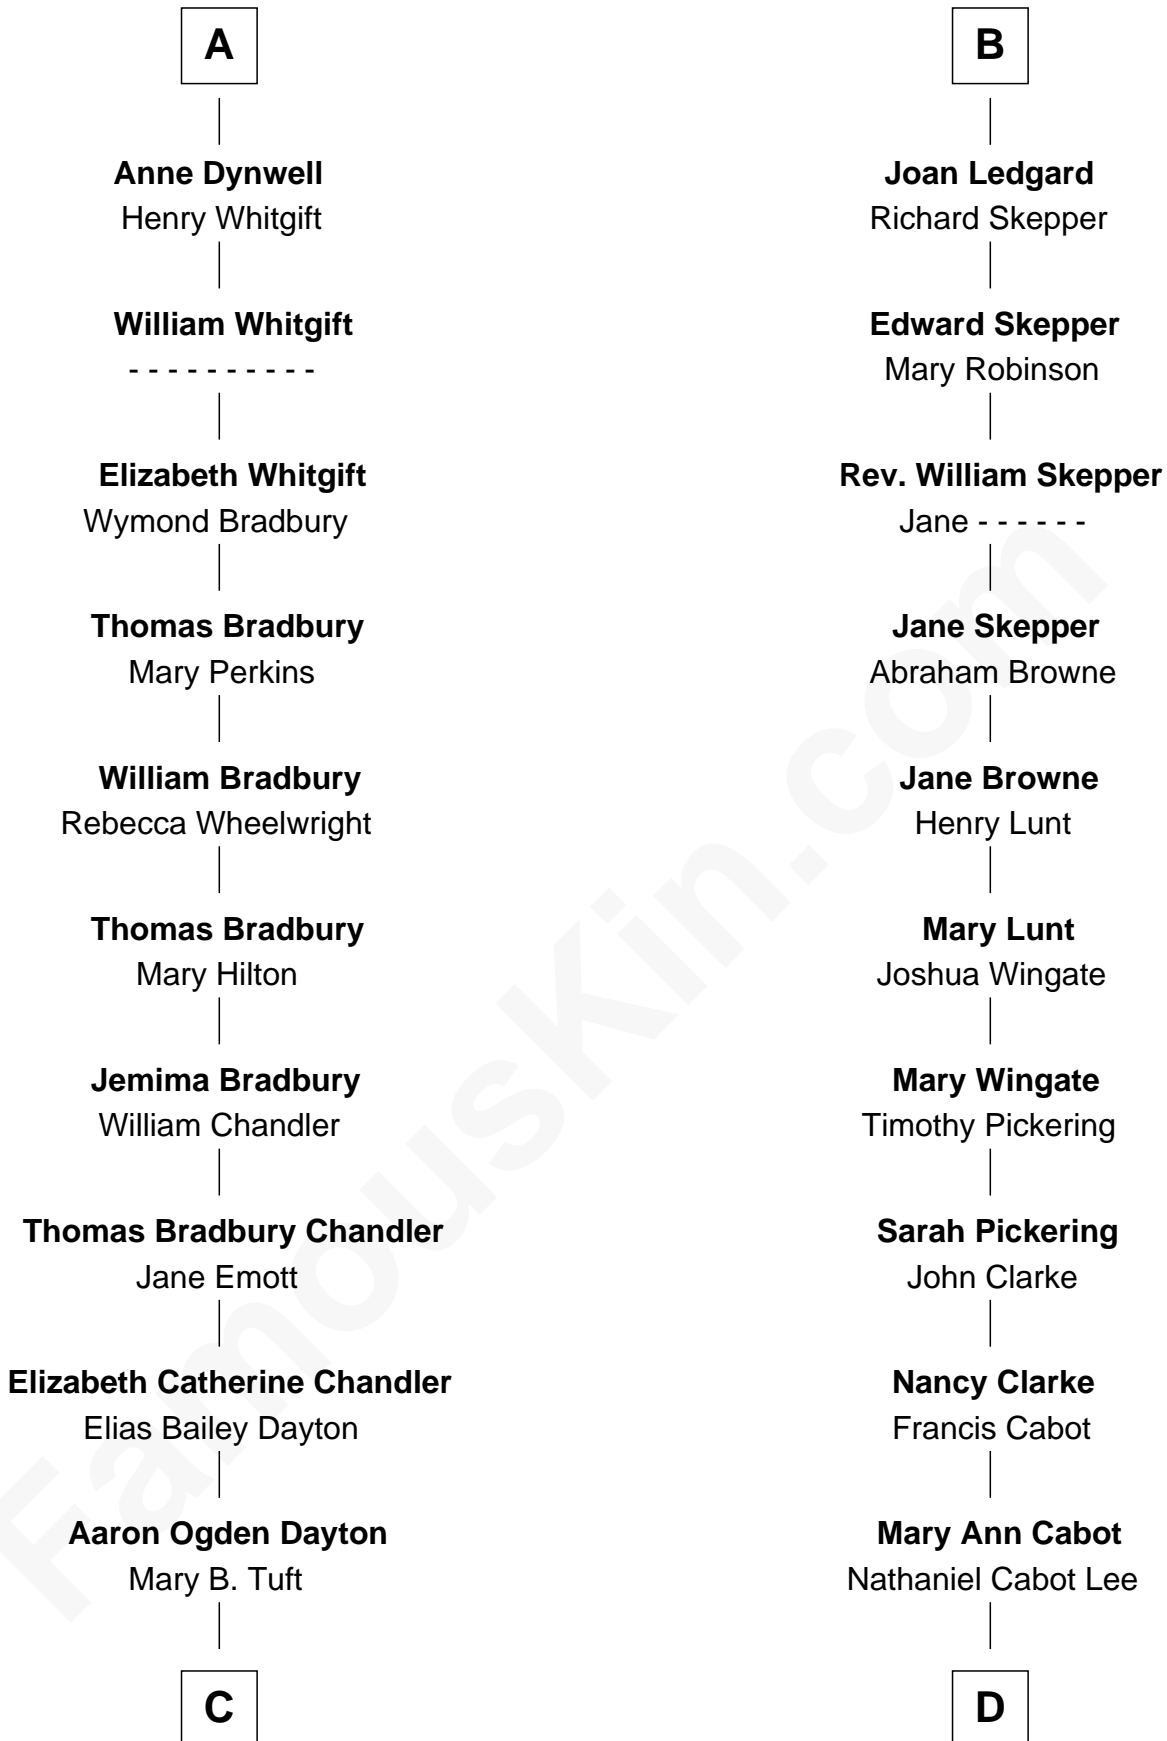 A
Anne Dynwell
Henry Whitgift
William Whitgift
- - - - - - - - - -
Elizabeth Whitgift
Wymond Bradbury
Thomas Bradbury
Mary Perkins
William Bradbury
Rebecca Wheelwright
Thomas Bradbury
Mary Hilton
Jemima Bradbury
William Chandler
Thomas Bradbury Chandler
Jane Emott
Elizabeth Catherine Chandler
Elias Bailey Dayton
Aaron Ogden Dayton
Mary B. Tuft
C
B
Joan Ledgard
Richard Skepper
Edward Skepper
Mary Robinson
Rev. William Skepper
Jane - - - - - -
Jane Skepper
Abraham Browne
Jane Browne
Henry Lunt
Mary Lunt
Joshua Wingate
Mary Wingate
Timothy Pickering
Sarah Pickering
John Clarke
Nancy Clarke
Francis Cabot
Mary Ann Cabot
Nathaniel Cabot Lee
D
FamousKin.com